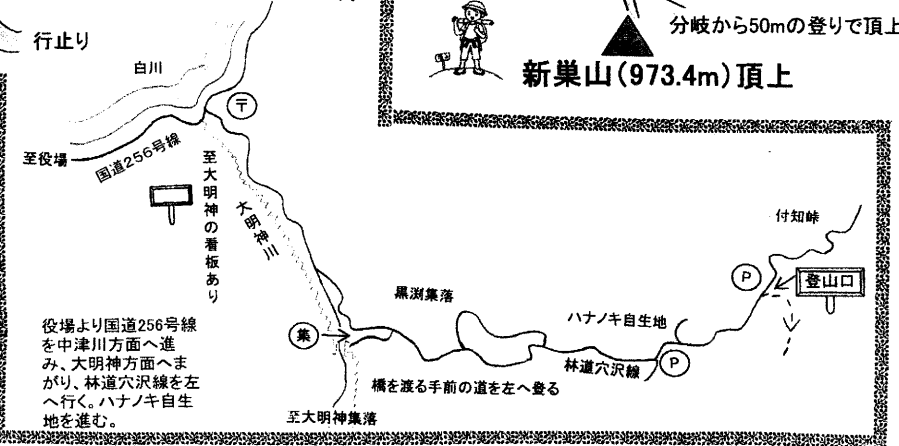 行止り
分岐から50mの登りで頂上
新巣山(973.4m)頂上
白川
〒
至役場
国道256号線
至大明神の看板あり
大明神川
付知峠
P
登山口
黒渕集落
ハナノキ自生地
集
P
林道穴沢線
橋を渡る手前の道を左へ登る
至大明神集落
役場より国道256号線
を中津川方面へ進
み、大明神方面へま
がり、林道穴沢線を左
へ行く。ハナノキ自生
地を進む。